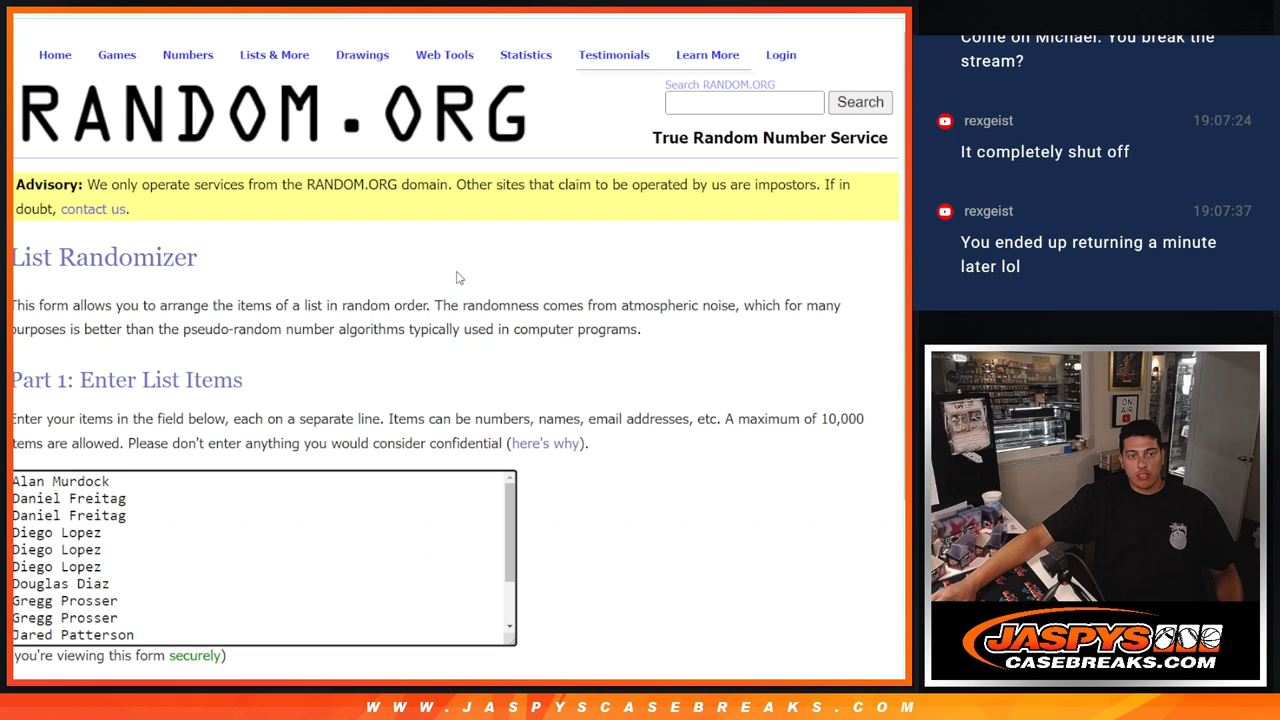 Home Games Numbers Lists & More Drawings Web Tools Statistics Testimonials Learn More Login
RANDOM.ORG
Search RANDOM.ORG
Search
True Random Number Service
Advisory: We only operate services from the RANDOM.ORG domain. Other sites that claim to be operated by us are impostors. If in
doubt, contact us.
List Randomizer
This form allows you to arrange the items of a list in random order. The randomness comes from atmospheric noise, which for many
purposes is better than the pseudo-random number algorithms typically used in computer programs.
Part 1: Enter List Items
Enter your items in the field below, each on a separate line. Items can be numbers, names, email addresses, etc. A maximum of 10,000
items are allowed. Please don't enter anything you would consider confidential (here's why).
Alan Murdock
Daniel Freitag
Daniel Freitag
Diego Lopez
Diego Lopez
Diego Lopez
Douglas Diaz
Gregg Prosser
Gregg Prosser
Jared Patterson
you're viewing this form securely)
Come on Michael. You break the
stream?
rexgeist 19:07:24
It completely shut off
rexgeist 19:07:37
You ended up returning a minute
later lol
ON
AIR
JASPYS
CASEBREAKS.COM
WWW.JASPYSCASEBREAKS.COM